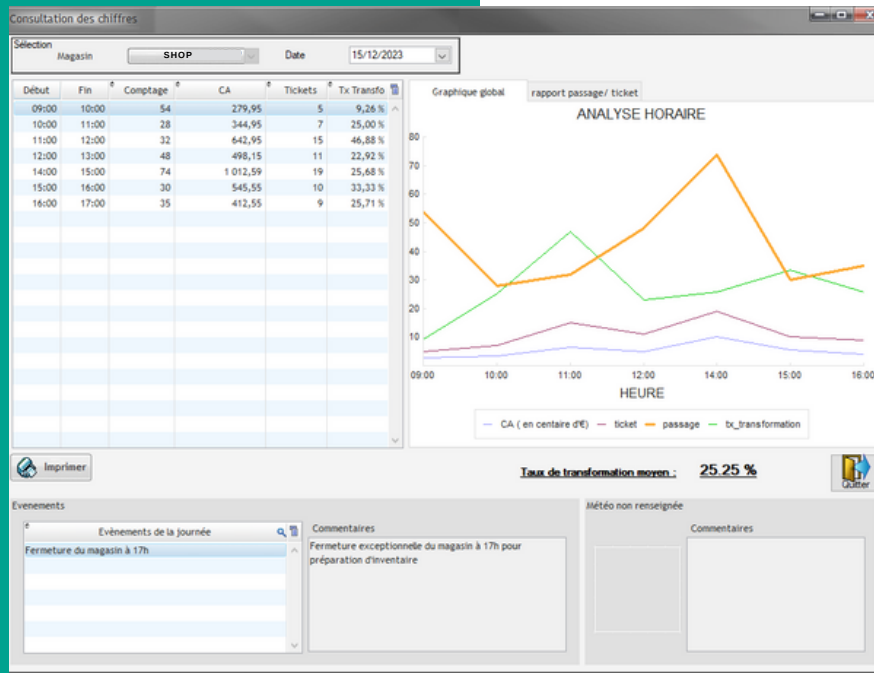 Consultation des chiffres
Sélection
Magasin SHOP Date 15/12/2023
Début Fin Comptage CA Tickets Tx Transfo
09:00 10:00 54 279,95 5 9,26 %
10:00 11:00 28 344,95 7 25,00 %
11:00 12:00 32 642,95 15 46,88 %
12:00 13:00 48 498,15 11 22,92 %
14:00 15:00 74 1 012,59 19 25,68 %
15:00 16:00 30 545,55 10 33,33 %
16:00 17:00 35 412,55 9 25,71 %
Graphique global rapport passage/ ticket
ANALYSE HORAIRE
80
70
60
50
40
30
20
10
09:00 10:00 11:00 12:00 14:00 15:00 16:00
HEURE
CA ( en centaire d'€) ticket passage tx_transformation
Imprimer
Taux de transformation moyen : 25.25 %
Quitter
Evenements
Evènements de la journée
Fermeture du magasin à 17h
Commentaires
Fermeture exceptionnelle du magasin à 17h pour
préparation d'inventaire
Météo non renseignée
Commentaires